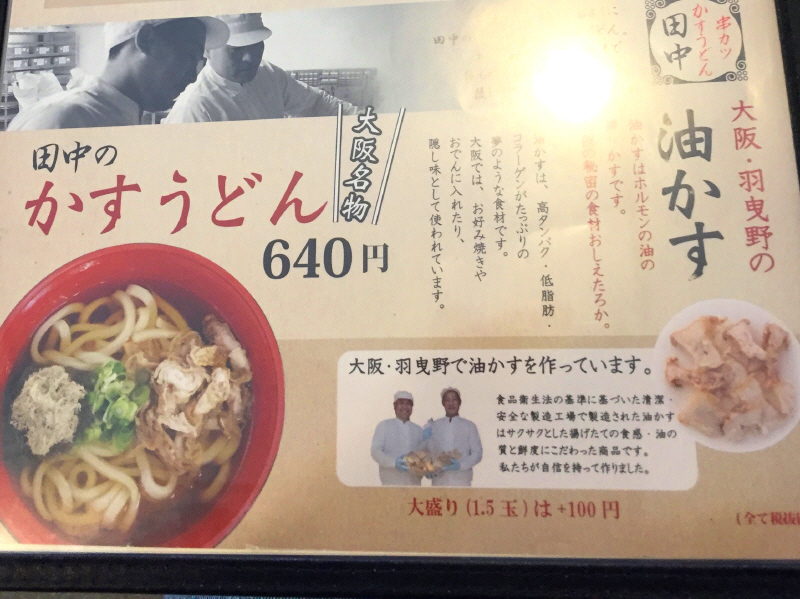 串カツ
かすうどん
田中
大阪・羽曳野の
油かす
油かすはホルモンの油の
かすです。
秘密の食材おしえたろか。
油かすは、高タンパク・低脂肪・
コラーゲンがたっぷりの
夢のような食材です。
大阪では、お好み焼きや
おでんに入れたり、
隠し味として使われています。
大阪名物
田中の
かすうどん
640円
大阪・羽曳野で油かすを作っています。
食品衛生法の基準に基づいた清潔・
安全な製造工場で製造された油かす
はサクサクとした揚げたての食感・油の
質と鮮度にこだわった商品です。
私たちが自信を持って作りました。
大盛り(1.5玉)は+100円
(全て税抜